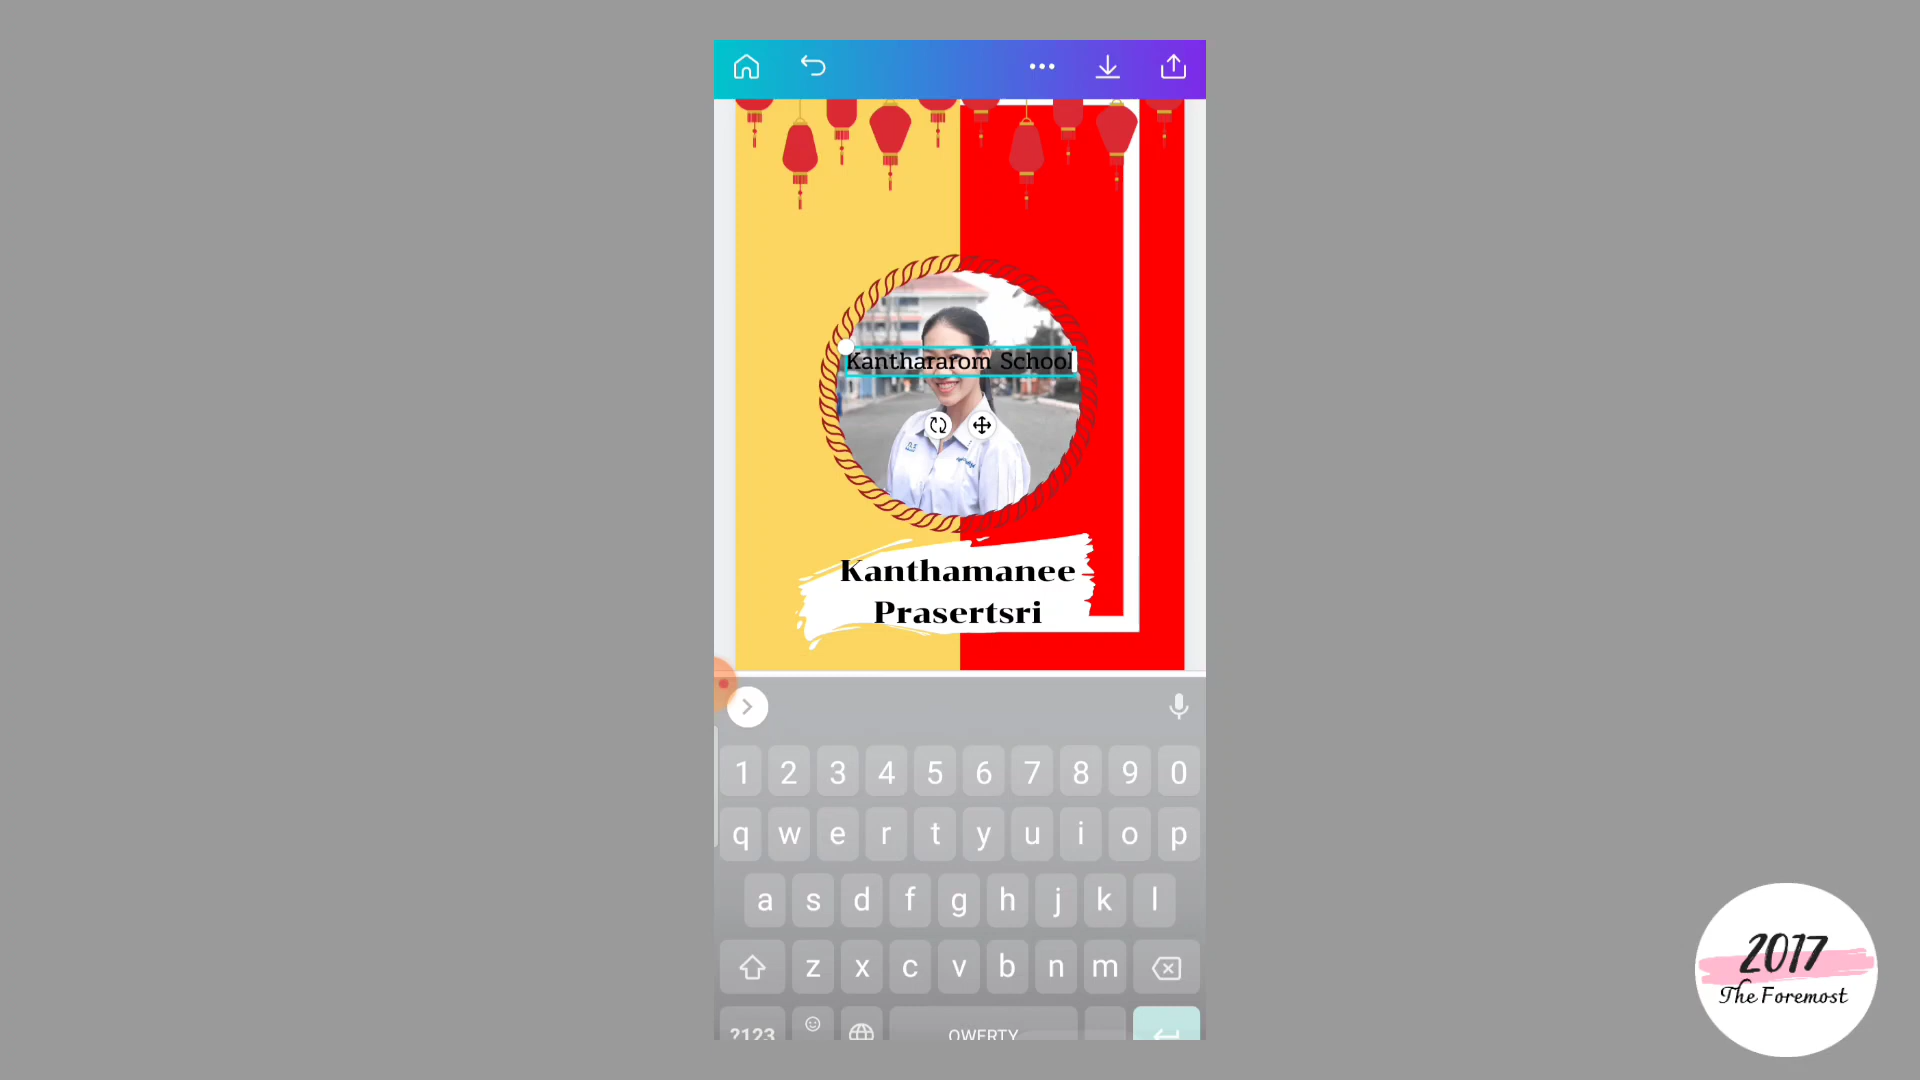 Kanthararom School
Kanthamanee
Prasertsri
1 2 3 4 5 6 7 8 9 0
q w e r t y u i o p
a s d f g h j k l
z x c v b n m
?123 QWERTY
2017
The Foremost